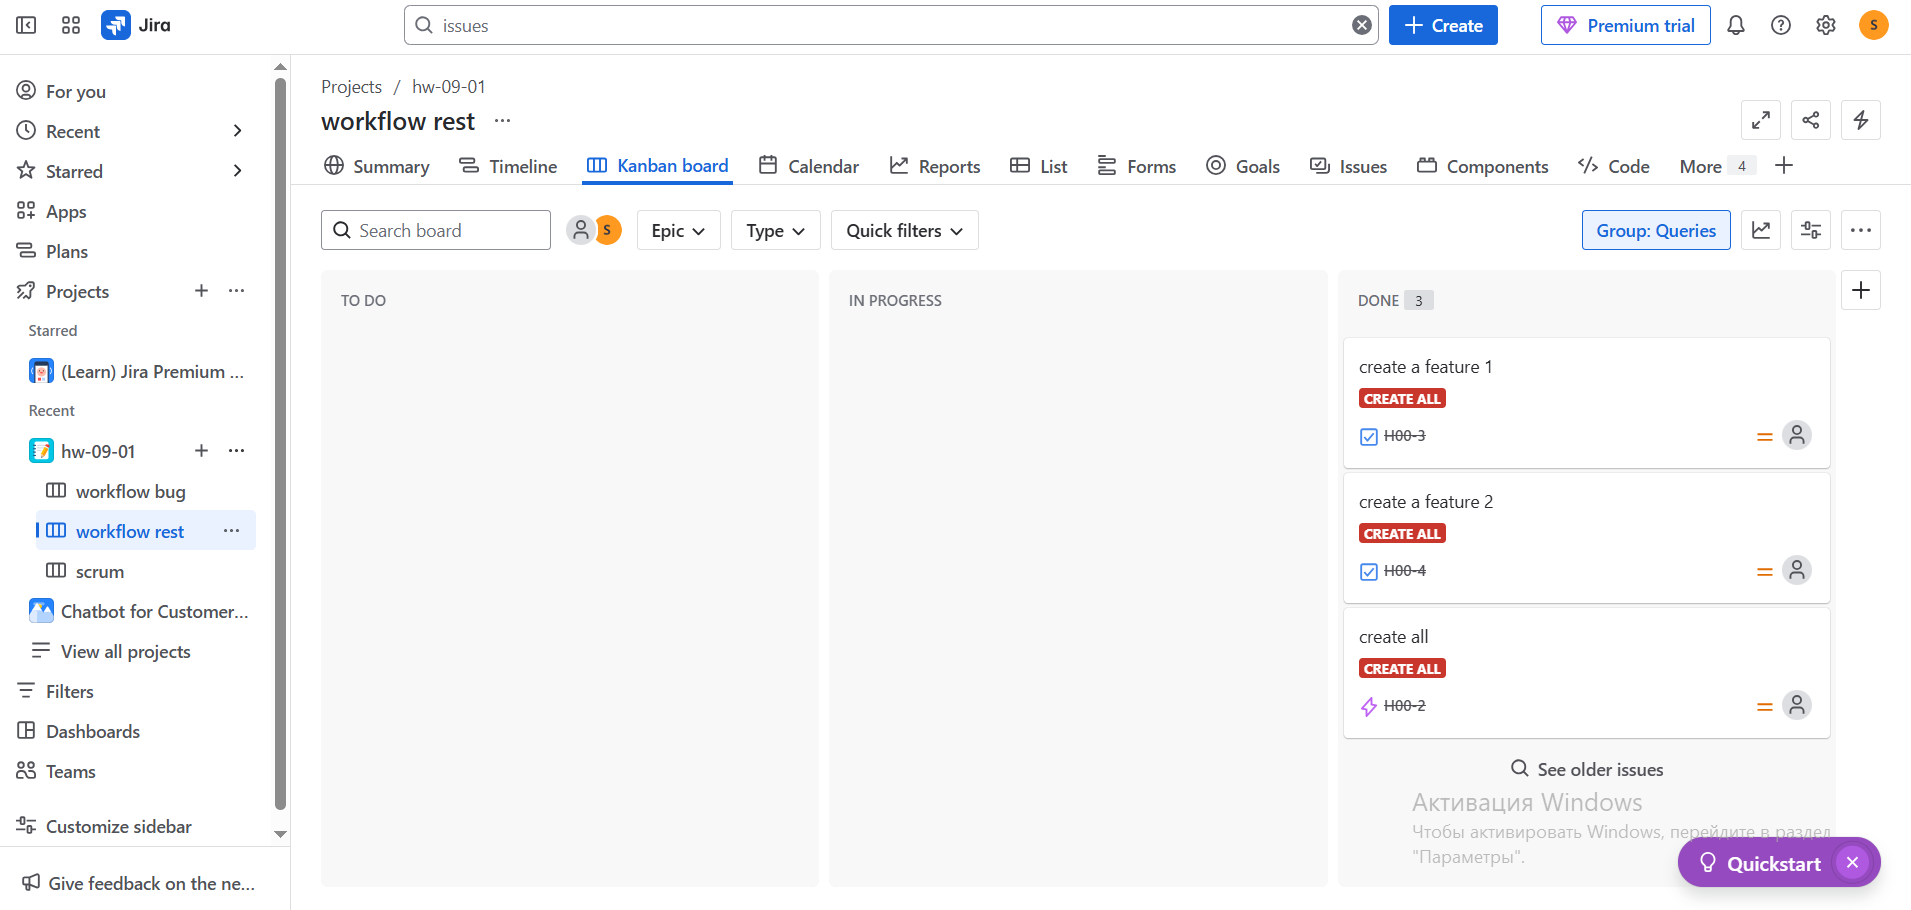 Jira
issues
Create
Premium trial
S
For you
Recent
Starred
Apps
Plans
Projects
Starred
(Learn) Jira Premium ...
Recent
hw-09-01
workflow bug
workflow rest
scrum
Chatbot for Customer...
View all projects
Filters
Dashboards
Teams
Customize sidebar
Give feedback on the ne...
Projects / hw-09-01
workflow rest
Summary Timeline Kanban board Calendar Reports List Forms Goals Issues Components Code More 4
Search board S Epic Type Quick filters Group: Queries
TO DO
IN PROGRESS
DONE 3
create a feature 1
CREATE ALL
H00-3
create a feature 2
CREATE ALL
H00-4
create all
CREATE ALL
H00-2
See older issues
Активация Windows
Чтобы активировать Windows, перейдите в раздел
"Параметры".
Quickstart